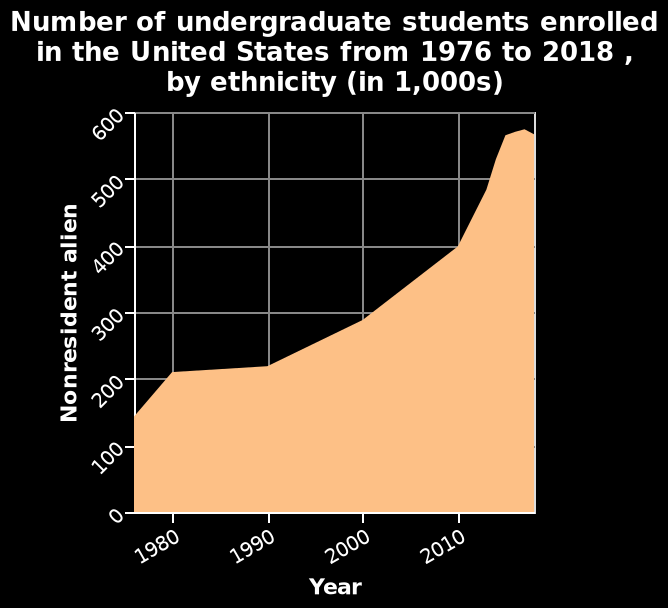 Number of undergraduate students enrolled
in the United States from 1976 to 2018 ,
by ethnicity (in 1,000s)
Nonresident alien
600
500
400
300
200
100
0
1980
1990
2000
2010
Year